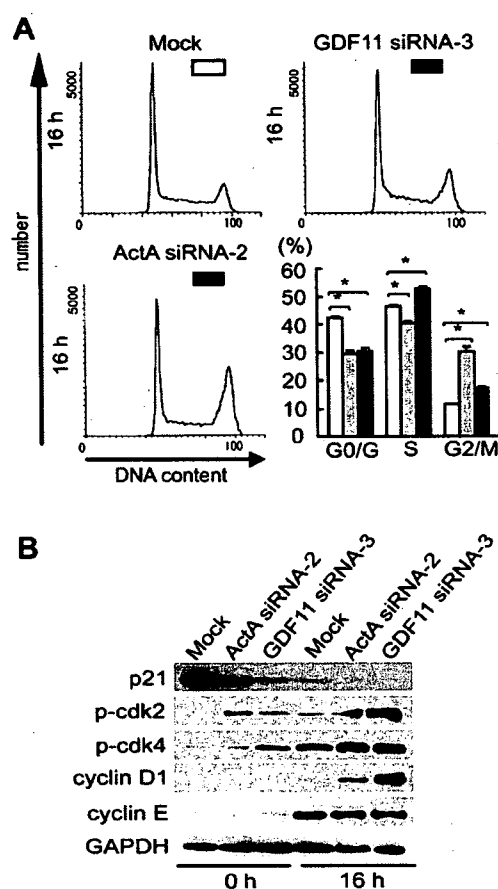 A
Mock
GDF11 siRNA-3
5000
16 h
0
100
5000
16 h
0
100
number
ActA siRNA-2
5000
16 h
0
100
DNA content
(%)
60
50
40
30
20
10
0
* * * * * *
G0/G S G2/M
B
Mock ActA siRNA-2 GDF11 siRNA-3 Mock ActA siRNA-2 GDF11 siRNA-3
p21
p-cdk2
p-cdk4
cyclin D1
cyclin E
GAPDH
0 h 16 h